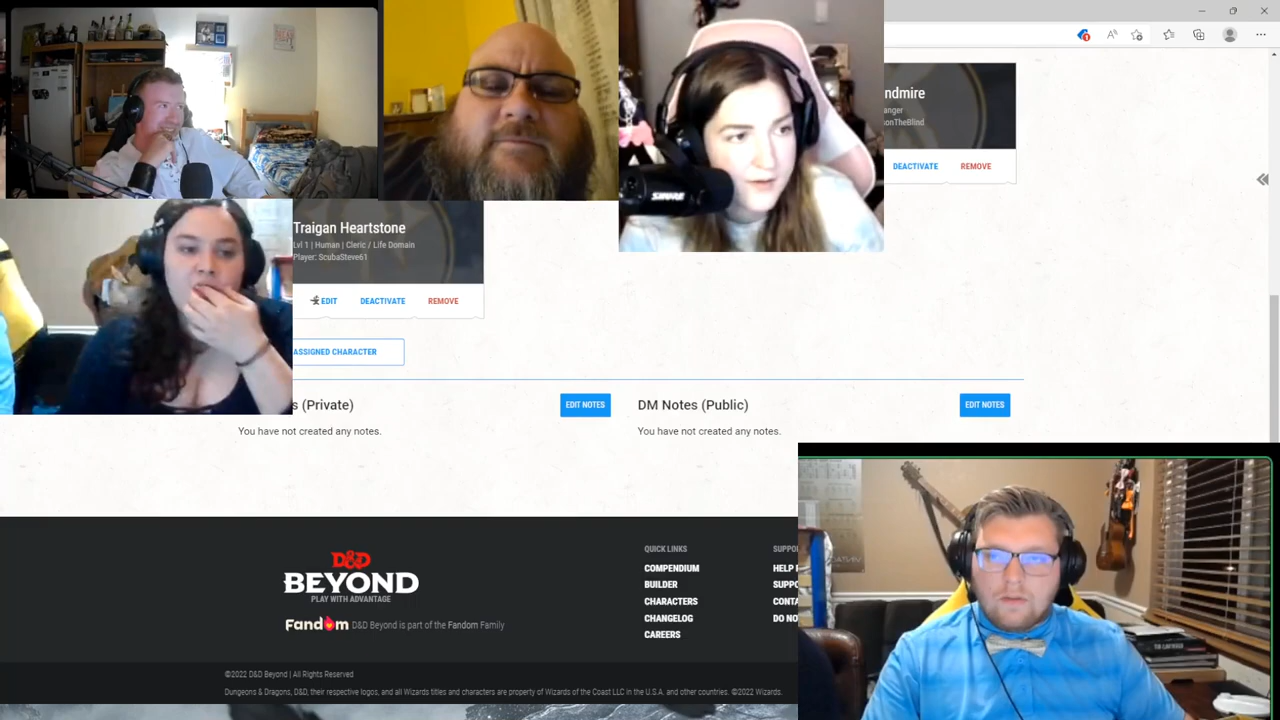 ndmire
anger
onTheBlind
DEACTIVATE REMOVE
SHURE
Traigan Heartstone
Lvl 1 | Human | Cleric / Life Domain
Player: ScubaSteve61
EDIT DEACTIVATE REMOVE
ASSIGNED CHARACTER
s (Private)
EDIT NOTES
DM Notes (Public)
EDIT NOTES
You have not created any notes.
You have not created any notes.
D&D
BEYOND
PLAY WITH ADVANTAGE
Fandom D&D Beyond is part of the Fandom Family
QUICK LINKS
COMPENDIUM
BUILDER
CHARACTERS
CHANGELOG
CAREERS
SUPPO
HELP
SUPPO
CONTA
DO NO
©2022 D&D Beyond | All Rights Reserved
Dungeons & Dragons, D&D, their respective logos, and all Wizards titles and characters are property of Wizards of the Coast LLC in the U.S.A. and other countries. ©2022 Wizards.